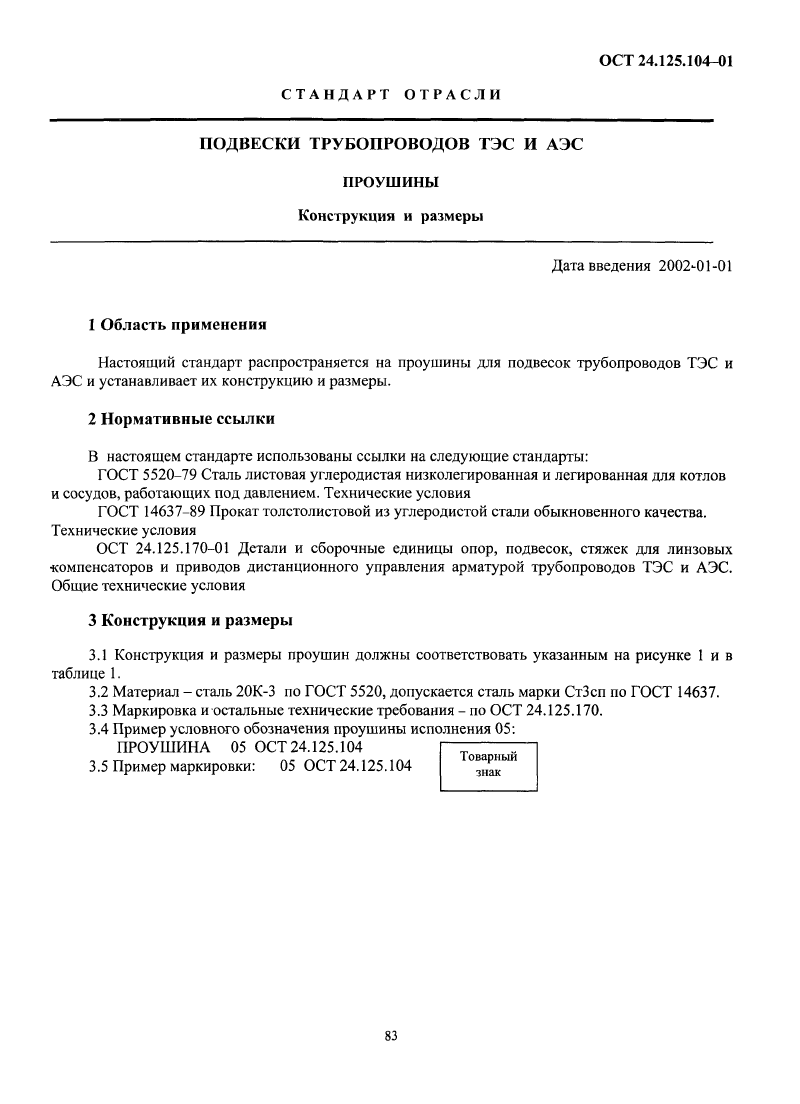 ОСТ 24.125.104–01
СТАНДАРТ ОТРАСЛИ
ПОДВЕСКИ ТРУБОПРОВОДОВ ТЭС И АЭС
ПРОУШИНЫ
Конструкция и размеры
Дата введения 2002-01-01
1 Область применения
Настоящий стандарт распространяется на проушины для подвесок трубопроводов ТЭС и
АЭС и устанавливает их конструкцию и размеры.
2 Нормативные ссылки
В настоящем стандарте использованы ссылки на следующие стандарты:
ГОСТ 5520–79 Сталь листовая углеродистая низколегированная и легированная для котлов
и сосудов, работающих под давлением. Технические условия
ГОСТ 14637–89 Прокат толстолистовой из углеродистой стали обыкновенного качества.
Технические условия
ОСТ 24.125.170–01 Детали и сборочные единицы опор, подвесок, стяжек для линзовых
компенсаторов и приводов дистанционного управления арматурой трубопроводов ТЭС и АЭС.
Общие технические условия
3 Конструкция и размеры
3.1 Конструкция и размеры проушин должны соответствовать указанным на рисунке 1 и в
таблице 1.
3.2 Материал – сталь 20К-3 по ГОСТ 5520, допускается сталь марки Ст3сп по ГОСТ 14637.
3.3 Маркировка и остальные технические требования – по ОСТ 24.125.170.
3.4 Пример условного обозначения проушины исполнения 05:
ПРОУШИНА 05 ОСТ 24.125.104
3.5 Пример маркировки: 05 ОСТ 24.125.104
Товарный
знак
83